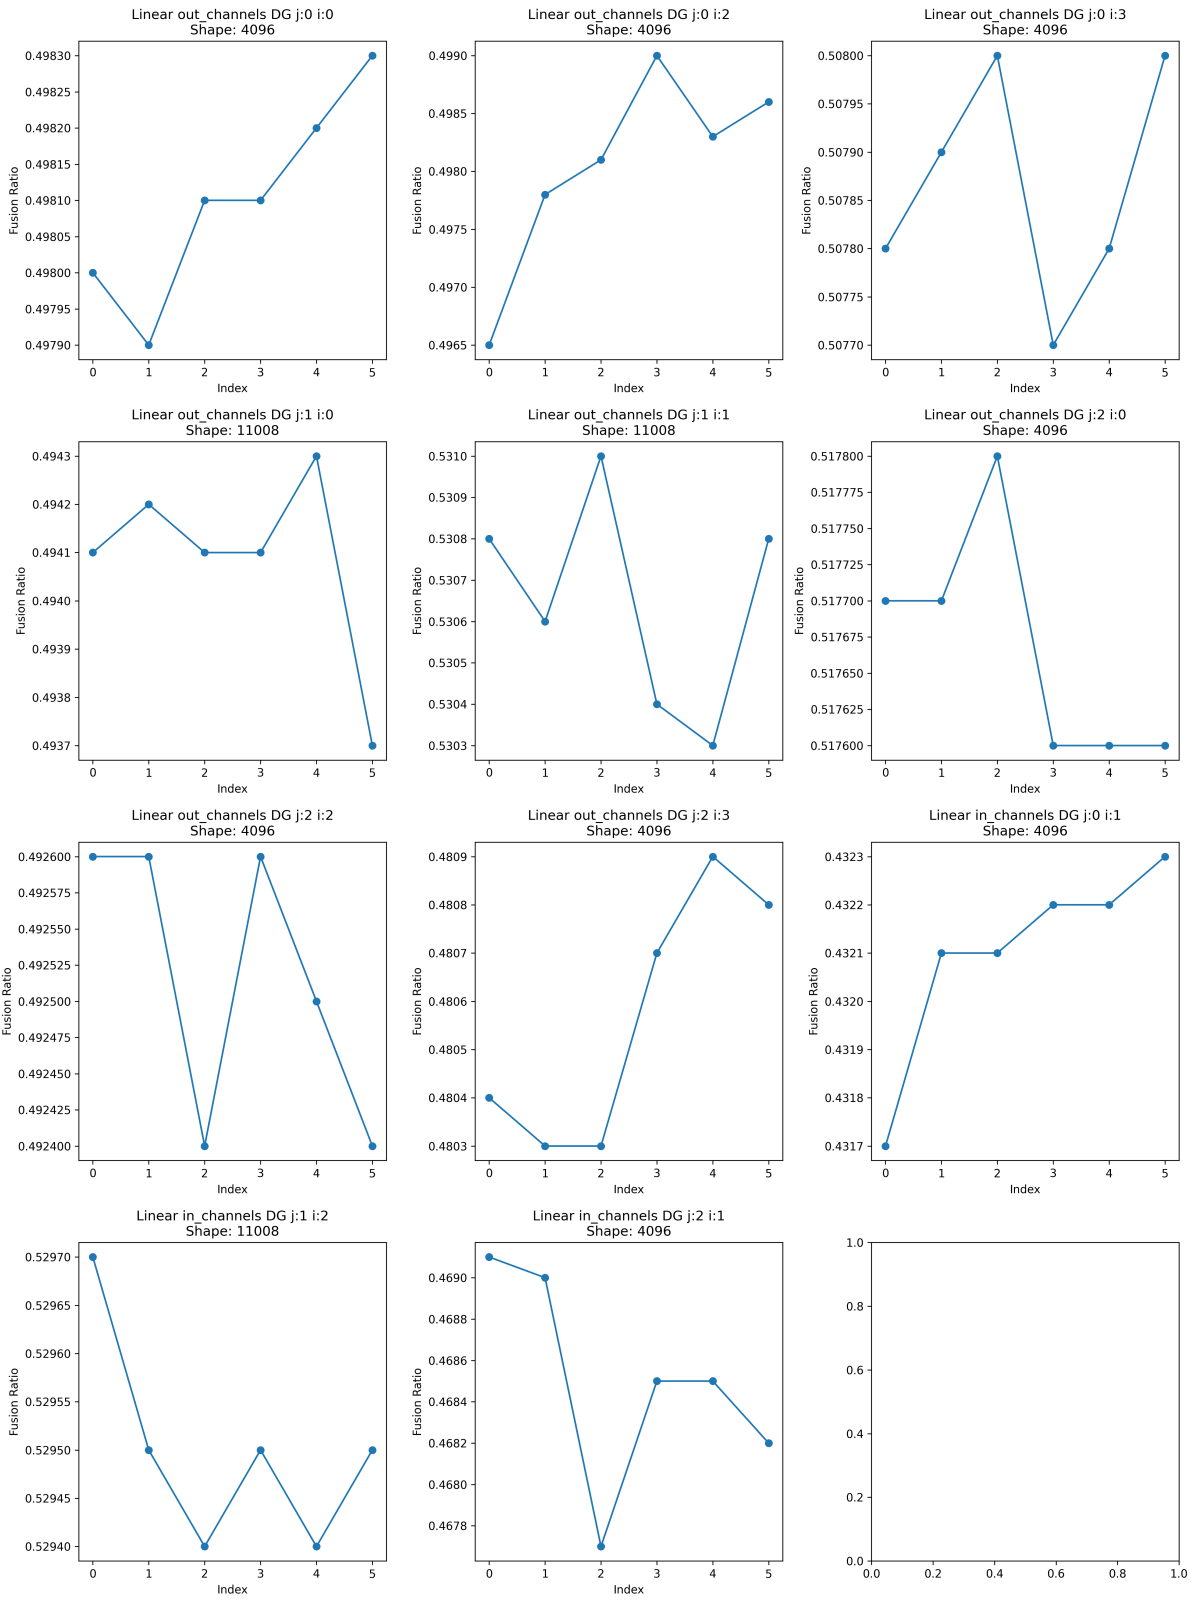 Linear out_channels DG j:0 i:0
Shape: 4096
Fusion Ratio
0.49830
0.49825
0.49820
0.49815
0.49810
0.49805
0.49800
0.49795
0.49790
0 1 2 3 4 5
Index
Linear out_channels DG j:0 i:2
Shape: 4096
Fusion Ratio
0.4990
0.4985
0.4980
0.4975
0.4970
0.4965
0 1 2 3 4 5
Index
Linear out_channels DG j:0 i:3
Shape: 4096
Fusion Ratio
0.50800
0.50795
0.50790
0.50785
0.50780
0.50775
0.50770
0 1 2 3 4 5
Index
Linear out_channels DG j:1 i:0
Shape: 11008
Fusion Ratio
0.4943
0.4942
0.4941
0.4940
0.4939
0.4938
0.4937
0 1 2 3 4 5
Index
Linear out_channels DG j:1 i:1
Shape: 11008
Fusion Ratio
0.5310
0.5309
0.5308
0.5307
0.5306
0.5305
0.5304
0.5303
0 1 2 3 4 5
Index
Linear out_channels DG j:2 i:0
Shape: 4096
Fusion Ratio
0.517800
0.517775
0.517750
0.517725
0.517700
0.517675
0.517650
0.517625
0.517600
0 1 2 3 4 5
Index
Linear out_channels DG j:2 i:2
Shape: 4096
Fusion Ratio
0.492600
0.492575
0.492550
0.492525
0.492500
0.492475
0.492450
0.492425
0.492400
0 1 2 3 4 5
Index
Linear out_channels DG j:2 i:3
Shape: 4096
Fusion Ratio
0.4809
0.4808
0.4807
0.4806
0.4805
0.4804
0.4803
0 1 2 3 4 5
Index
Linear in_channels DG j:0 i:1
Shape: 4096
Fusion Ratio
0.4323
0.4322
0.4321
0.4320
0.4319
0.4318
0.4317
0 1 2 3 4 5
Index
Linear in_channels DG j:1 i:2
Shape: 11008
Fusion Ratio
0.52970
0.52965
0.52960
0.52955
0.52950
0.52945
0.52940
0 1 2 3 4 5
Index
Linear in_channels DG j:2 i:1
Shape: 4096
Fusion Ratio
0.4690
0.4688
0.4686
0.4684
0.4682
0.4680
0.4678
0 1 2 3 4 5
Index
1.0
0.8
0.6
0.4
0.2
0.0
0.0 0.2 0.4 0.6 0.8 1.0